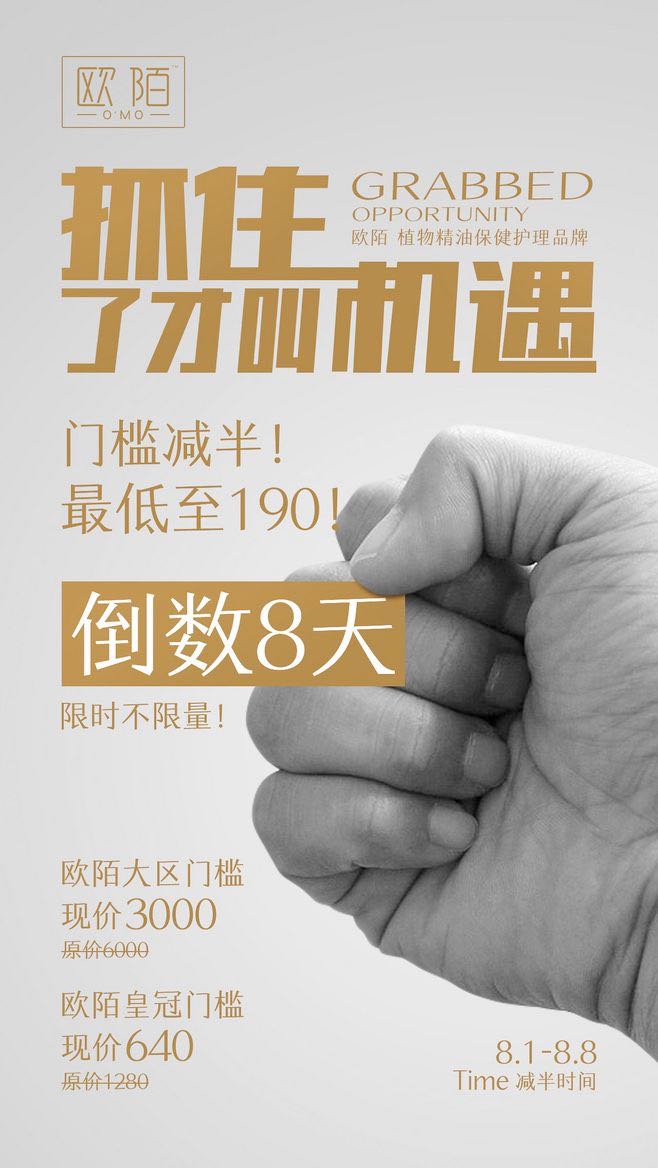 欧陌™
O'MO
抓住
GRABBED
OPPORTUNITY
欧陌 植物精油保健护理品牌
了才叫机遇
门槛减半！
最低至190！
倒数8天
限时不限量！
欧陌大区门槛
现价3000
原价6000
欧陌皇冠门槛
现价640
原价1280
8.1-8.8
Time 减半时间